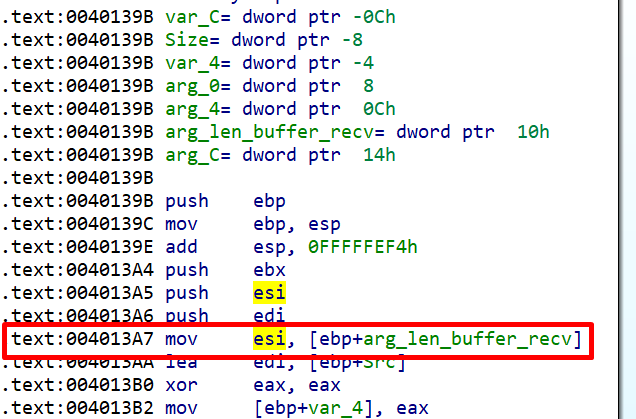 .text:0040139B var_C= dword ptr -0Ch
.text:0040139B Size= dword ptr -8
.text:0040139B var_4= dword ptr -4
.text:0040139B arg_0= dword ptr  8
.text:0040139B arg_4= dword ptr  0Ch
.text:0040139B arg_len_buffer_recv= dword ptr  10h
.text:0040139B arg_C= dword ptr  14h
.text:0040139B
.text:0040139B push    ebp
.text:0040139C mov     ebp, esp
.text:0040139E add     esp, 0FFFFFEF4h
.text:004013A4 push    ebx
.text:004013A5 push    esi
.text:004013A6 push    edi
.text:004013A7 mov     esi, [ebp+arg_len_buffer_recv]
.text:004013AA lea     edi, [ebp+Src]
.text:004013B0 xor     eax, eax
.text:004013B2 mov     [ebp+var_4], eax